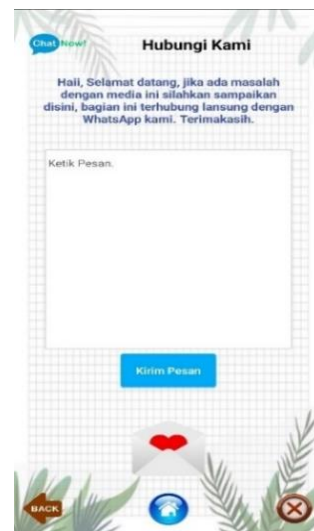 Chat Now!
Hubungi Kami
Haii, Selamat datang, jika ada masalah
dengan media ini silahkan sampaikan
disini, bagian ini terhubung lansung dengan
WhatsApp kami. Terimakasih.
Ketik Pesan.
Kirim Pesan
BACK